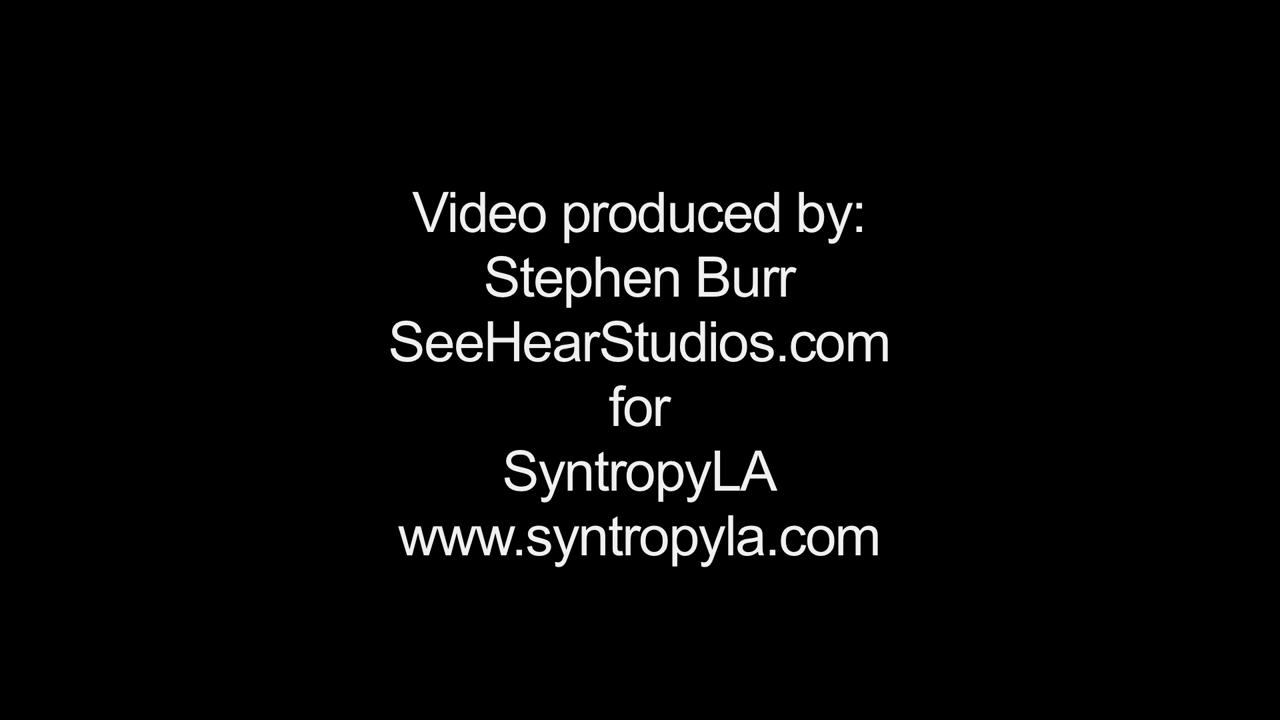 Video produced by:
Stephen Burr
SeeHearStudios.com
for
SyntropyLA
www.syntropyla.com